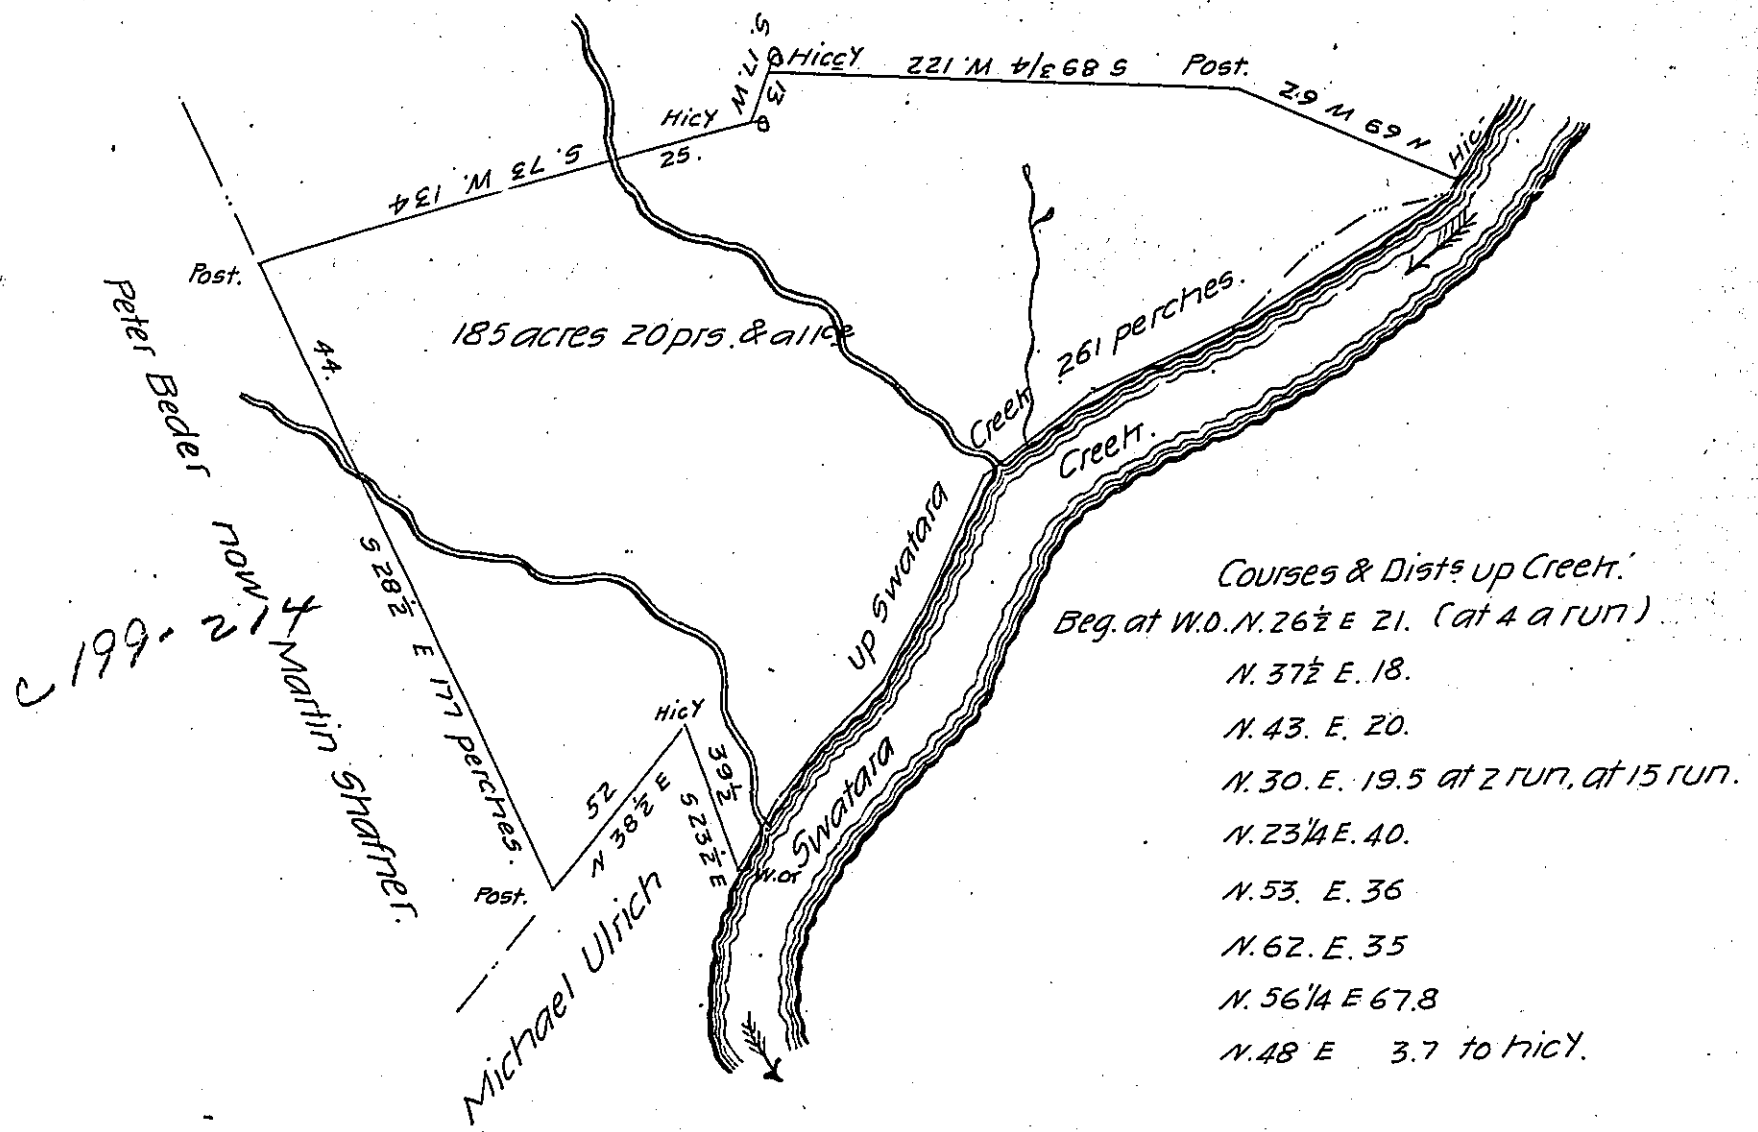 S. 17. W
13
Hiccy
S 89 3/4 W. 122
Post.
N 69 W 62
Hic.
Hicy
25.
S. 73 W. 134
Post.
44.
185 acres 20 prs. & allce
261 perches.
Peter Beder now Martin Shafner.
S 28 1/2 E 177 perches.
up Swatara Creek
Swatara Creek.
C 199-214
Hicy
39 1/2
S 23 1/2 E
52
N 38 1/2 E
W.or
Post.
Michael Ulrich
Courses & Dists up Creek.
Beg. at W.O. N. 26 1/2 E 21. (at 4 a run)
N. 37 1/2 E. 18.
N. 43. E. 20.
N. 30. E. 19.5 at 2 run, at 15 run.
N. 23 1/4 E. 40.
N. 53. E. 36
N. 62. E. 35
N. 56 1/4 E 67.8
N. 48 E 3.7 to hicy.